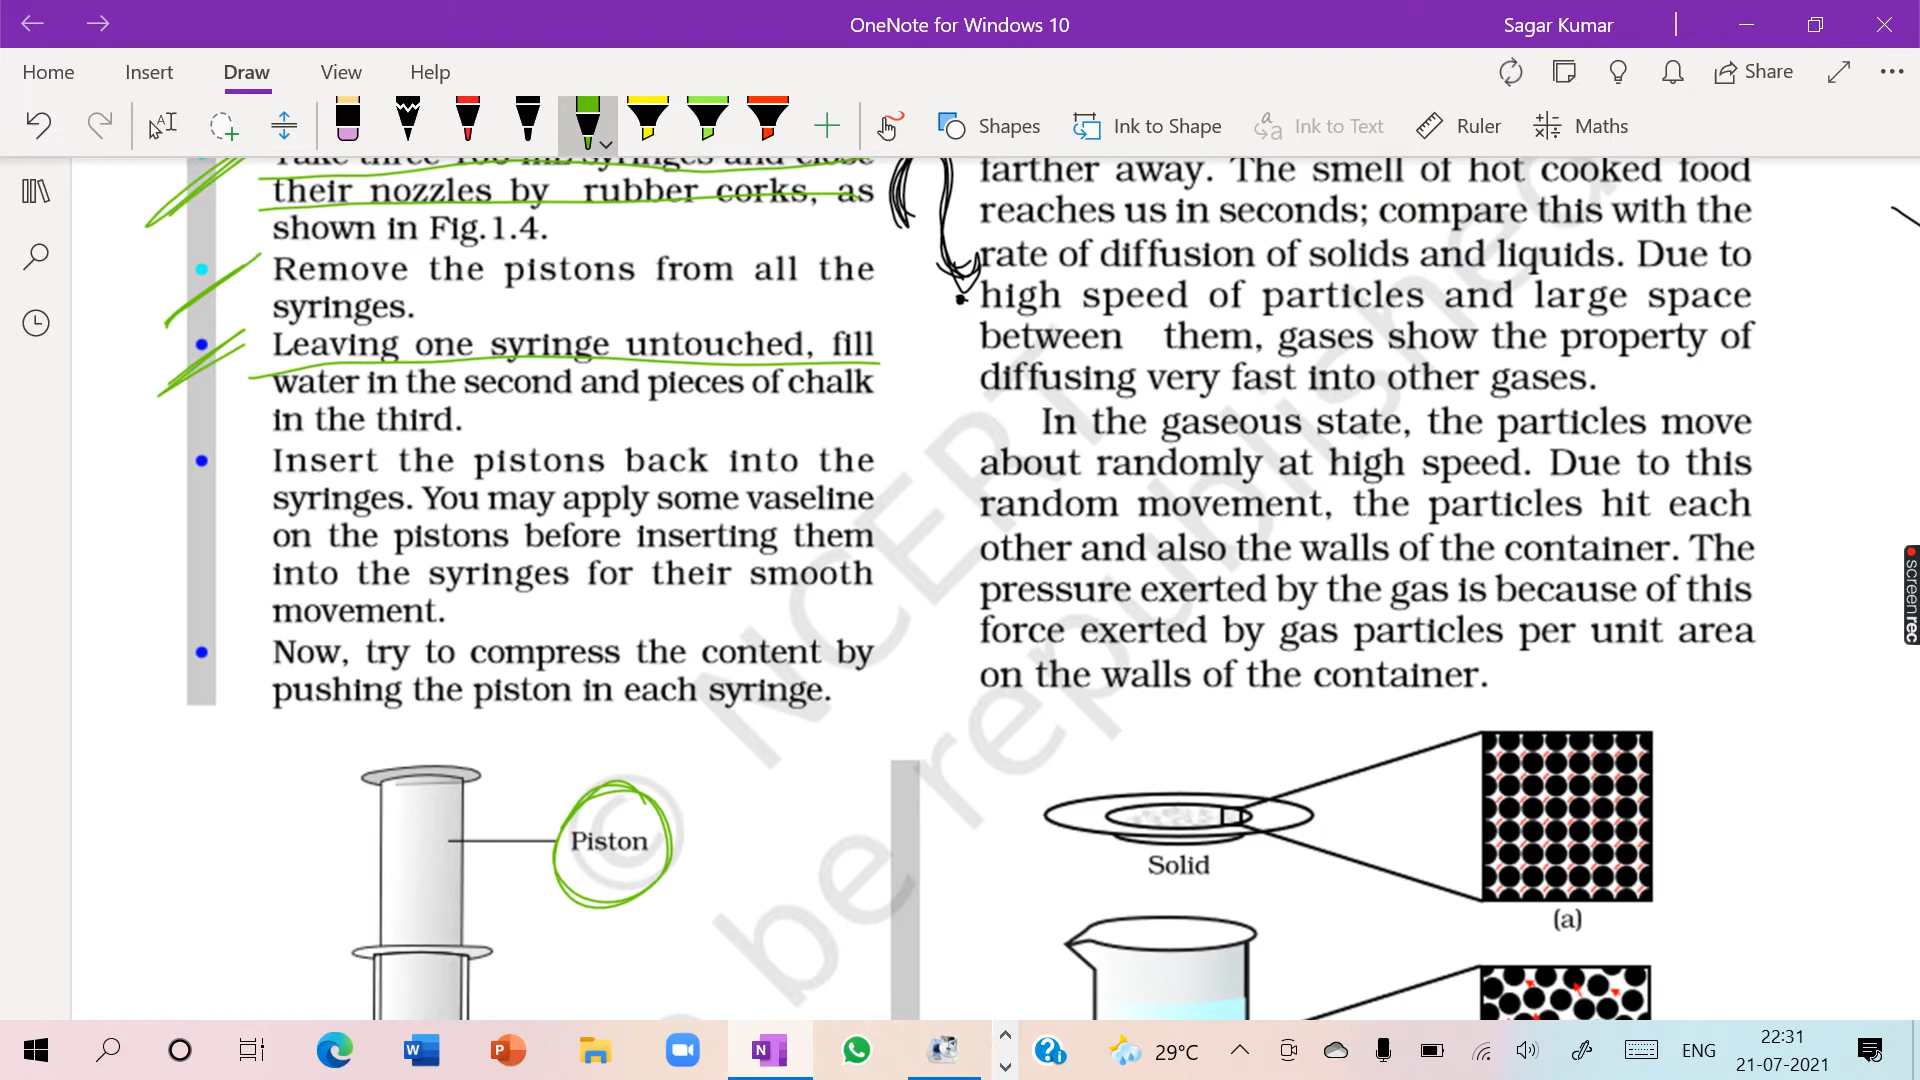 OneNote for Windows 10
Sagar Kumar
Home
Insert
Draw
View
Help
Share
Shapes
Ink to Shape
Ink to Text
Ruler
Maths
Take three 100 mL syringes and close
their nozzles by rubber corks, as
shown in Fig.1.4.
Remove the pistons from all the
syringes.
Leaving one syringe untouched, fill
water in the second and pieces of chalk
in the third.
Insert the pistons back into the
syringes. You may apply some vaseline
on the pistons before inserting them
into the syringes for their smooth
movement.
Now, try to compress the content by
pushing the piston in each syringe.
Piston
farther away. The smell of hot cooked food
reaches us in seconds; compare this with the
rate of diffusion of solids and liquids. Due to
high speed of particles and large space
between them, gases show the property of
diffusing very fast into other gases.
In the gaseous state, the particles move
about randomly at high speed. Due to this
random movement, the particles hit each
other and also the walls of the container. The
pressure exerted by the gas is because of this
force exerted by gas particles per unit area
on the walls of the container.
Solid
(a)
© NCERT
be republished
screenrec
29°C
ENG
22:31
21-07-2021